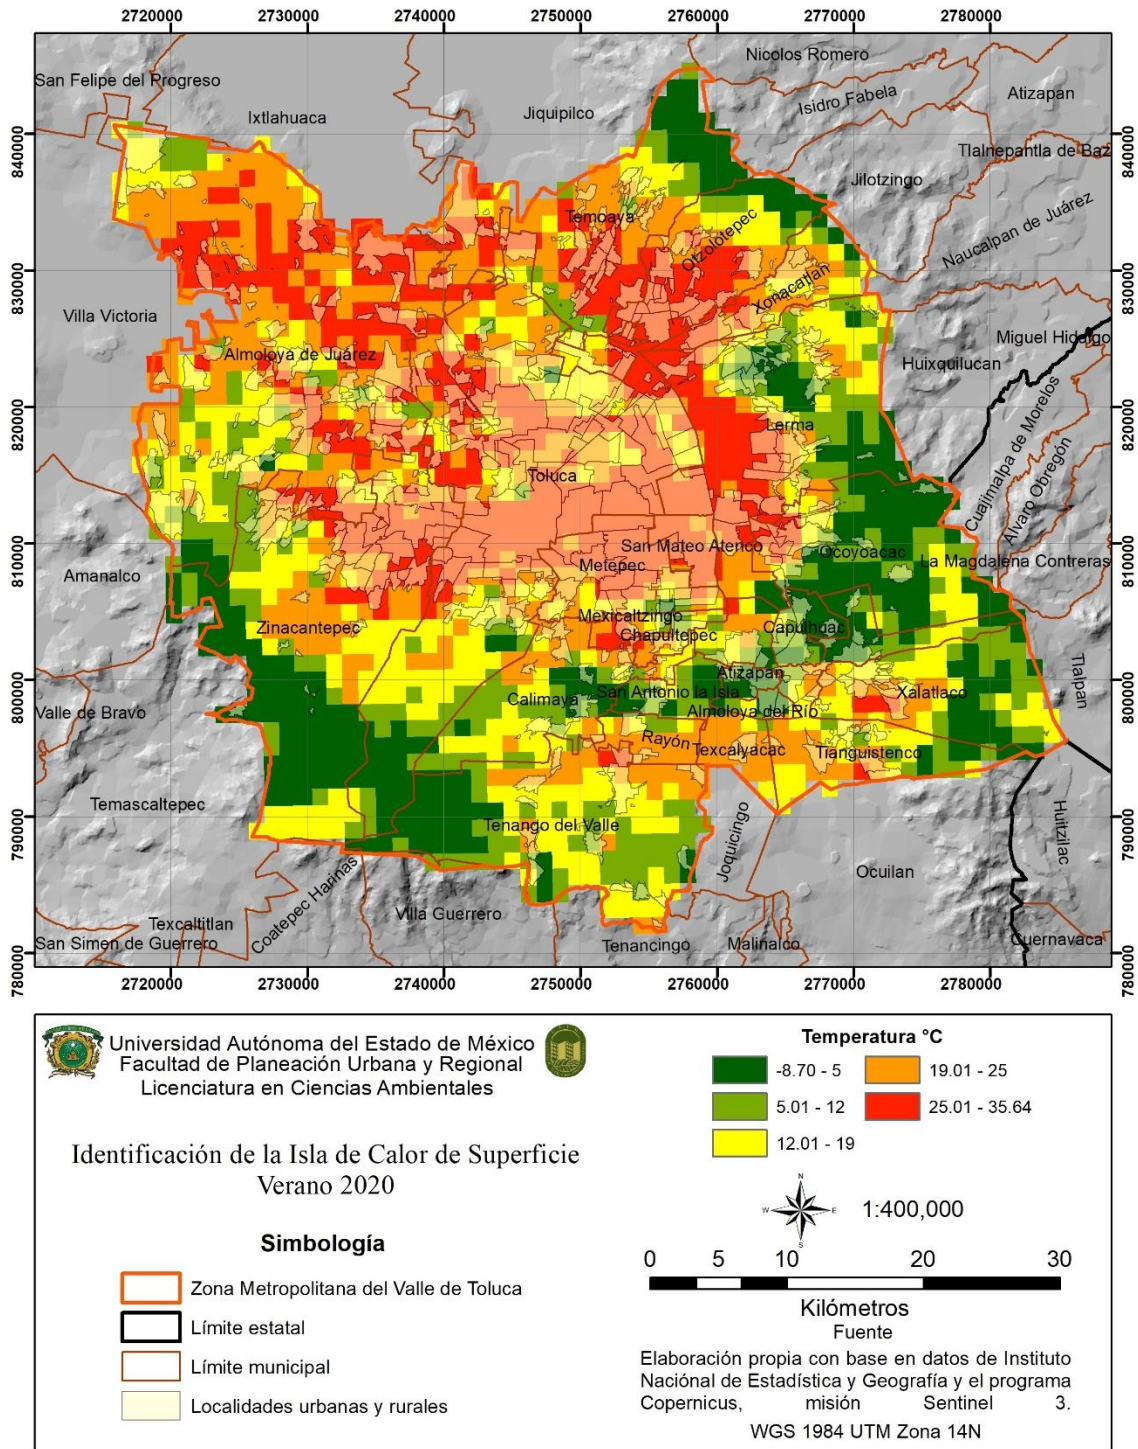 2720000 2730000 2740000 2750000 2760000 2770000 2780000
Nicolos Romero
San Felipe del Progreso
Isidro Fabela
Atizapan
Ixtlahuaca
Jiquipilco
840000
840000
Tlalnepantla de Baz
Jilotzingo
Temoaya
Otzolotepec
Naucalpan de Juárez
830000
830000
Xonacatlan
Villa Victoria
Miguel Hidalgo
Almoloya de Juárez
Huixquilucan
820000
820000
Lerma
Cuajimalpa de Morelos
Alvaro Obregón
Toluca
810000
810000
San Mateo Atenco
Ocoyoacac
La Magdalena Contreras
Metepec
Amanalco
Mexicaltzingo
Zinacantepec
Chapultepec
Capulhuac
Tlalpan
Atizapán
800000
800000
Calimaya
San Antonio la Isla
Xalatlaco
Valle de Bravo
Almoloya del Río
Rayón
Texcalyacac
Tianguistenco
Temascaltepec
790000
790000
Tenango del Valle
Joquicingo
Huitzilac
Ocuilan
Coatepec Harinas
Villa Guerrero
Texcaltitlan
San Simen de Guerrero
Tenancingo
Malinalco
Cuernavaca
780000
780000
2720000 2730000 2740000 2750000 2760000 2770000 2780000
Universidad Autónoma del Estado de México
Facultad de Planeación Urbana y Regional
Licenciatura en Ciencias Ambientales
Identificación de la Isla de Calor de Superficie
Verano 2020
Simbología
Zona Metropolitana del Valle de Toluca
Límite estatal
Límite municipal
Localidades urbanas y rurales
Temperatura °C
-8.70 - 5
19.01 - 25
5.01 - 12
25.01 - 35.64
12.01 - 19
N
W
E
S
1:400,000
0 5 10 20 30
Kilómetros
Fuente
Elaboración propia con base en datos de Instituto
Naciónal de Estadística y Geografía y el programa
Copernicus, misión Sentinel 3.
WGS 1984 UTM Zona 14N